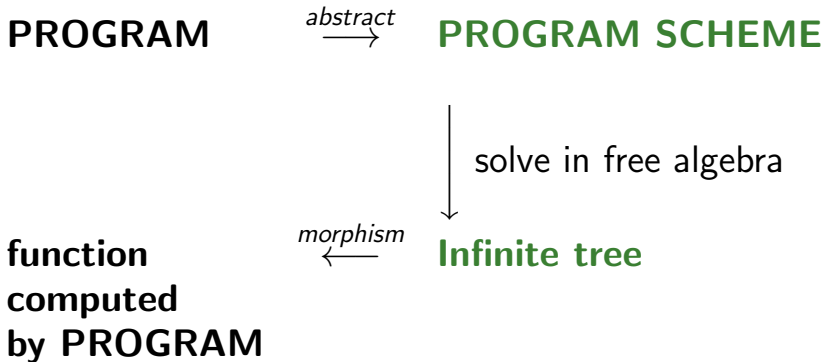 PROGRAM abstract PROGRAM SCHEME
solve in free algebra
function morphism Infinite tree
computed
by PROGRAM